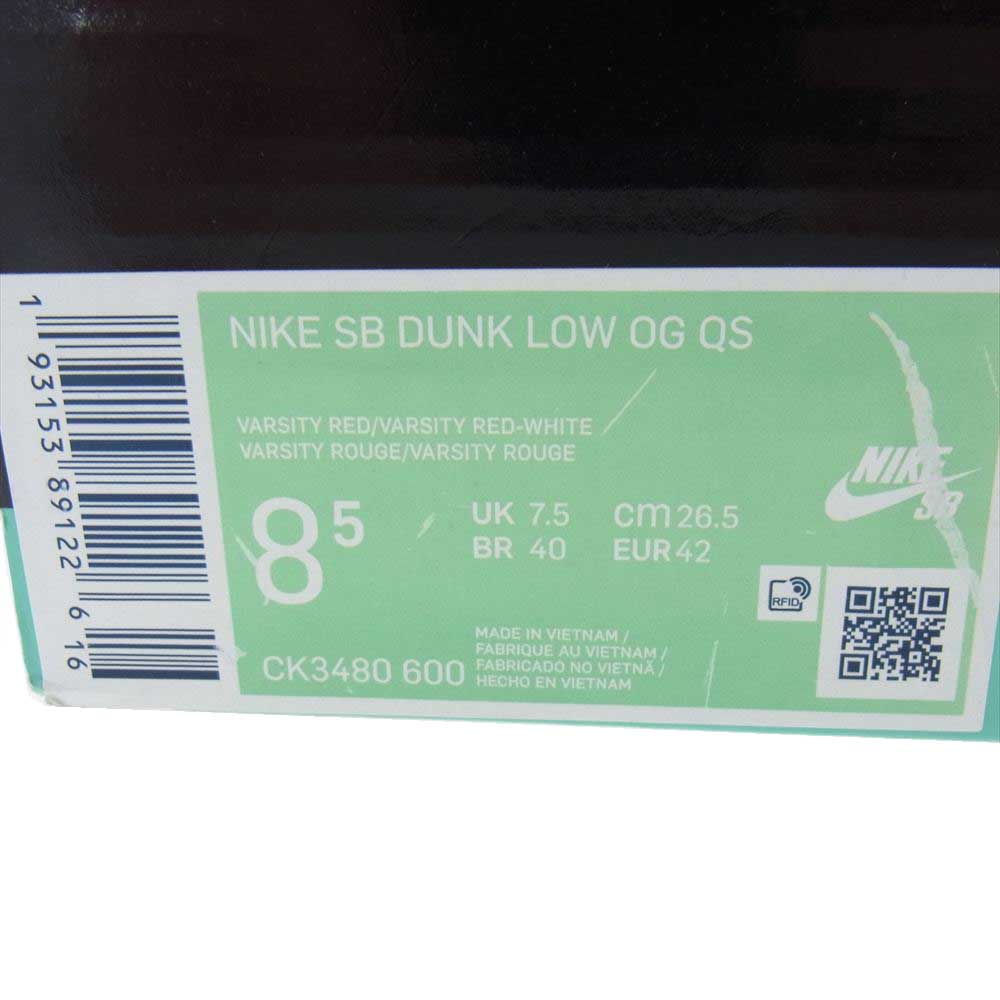 NIKE SB DUNK LOW OG QS
VARSITY RED/VARSITY RED-WHITE
VARSITY ROUGE/VARSITY ROUGE
8 5
UK 7.5 cm 26.5
BR 40 EUR 42
NIKE
SB
RFID
CK3480 600
MADE IN VIETNAM /
FABRIQUE AU VIETNAM /
FABRICADO NO VIETNÃ /
HECHO EN VIETNAM
1 93153 89122 6 16